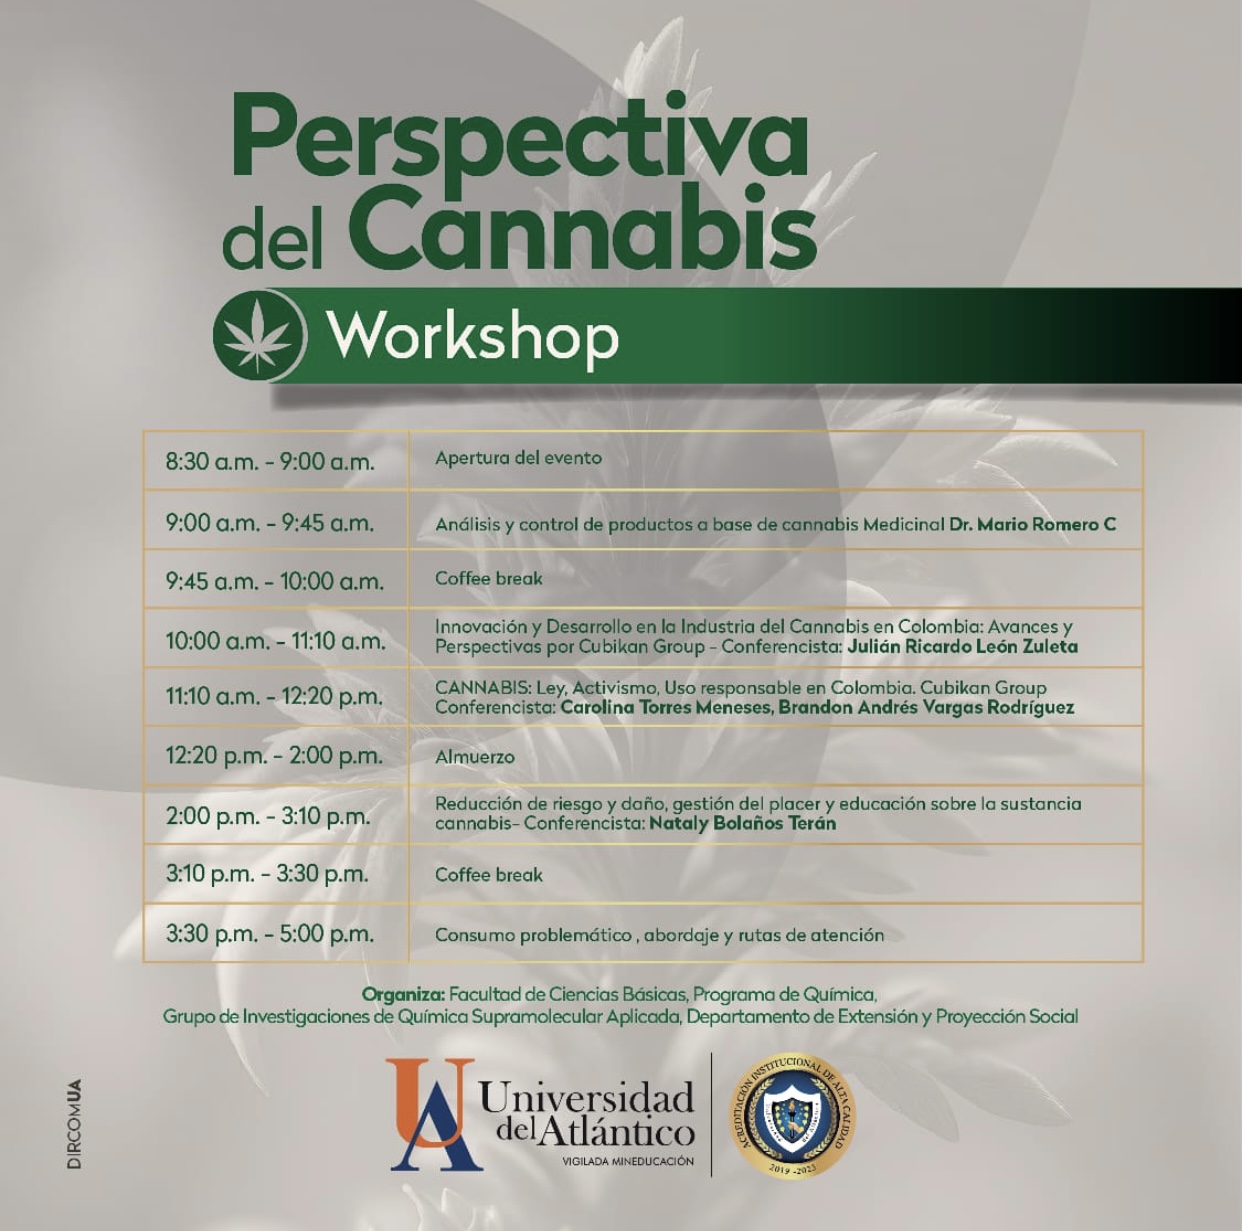 Perspectiva
del Cannabis
Workshop
8:30 a.m. - 9:00 a.m.
Apertura del evento
9:00 a.m. - 9:45 a.m.
Análisis y control de productos a base de cannabis Medicinal Dr. Mario Romero C
9:45 a.m. - 10:00 a.m.
Coffee break
10:00 a.m. - 11:10 a.m.
Innovación y Desarrollo en la Industria del Cannabis en Colombia: Avances y
Perspectivas por Cubikan Group - Conferencista: Julián Ricardo León Zuleta
11:10 a.m. - 12:20 p.m.
CANNABIS: Ley, Activismo, Uso responsable en Colombia. Cubikan Group
Conferencista: Carolina Torres Meneses, Brandon Andrés Vargas Rodríguez
12:20 p.m. - 2:00 p.m.
Almuerzo
2:00 p.m. - 3:10 p.m.
Reducción de riesgo y daño, gestión del placer y educación sobre la sustancia
cannabis- Conferencista: Nataly Bolaños Terán
3:10 p.m. - 3:30 p.m.
Coffee break
3:30 p.m. - 5:00 p.m.
Consumo problemático , abordaje y rutas de atención
Organiza: Facultad de Ciencias Básicas, Programa de Química,
Grupo de Investigaciones de Química Supramolecular Aplicada, Departamento de Extensión y Proyección Social
DIRCOMUA
UA
Universidad
del Atlántico
VIGILADA MINEDUCACIÓN
ACREDITACIÓN INSTITUCIONAL DE ALTA CALIDAD
2019 -2023